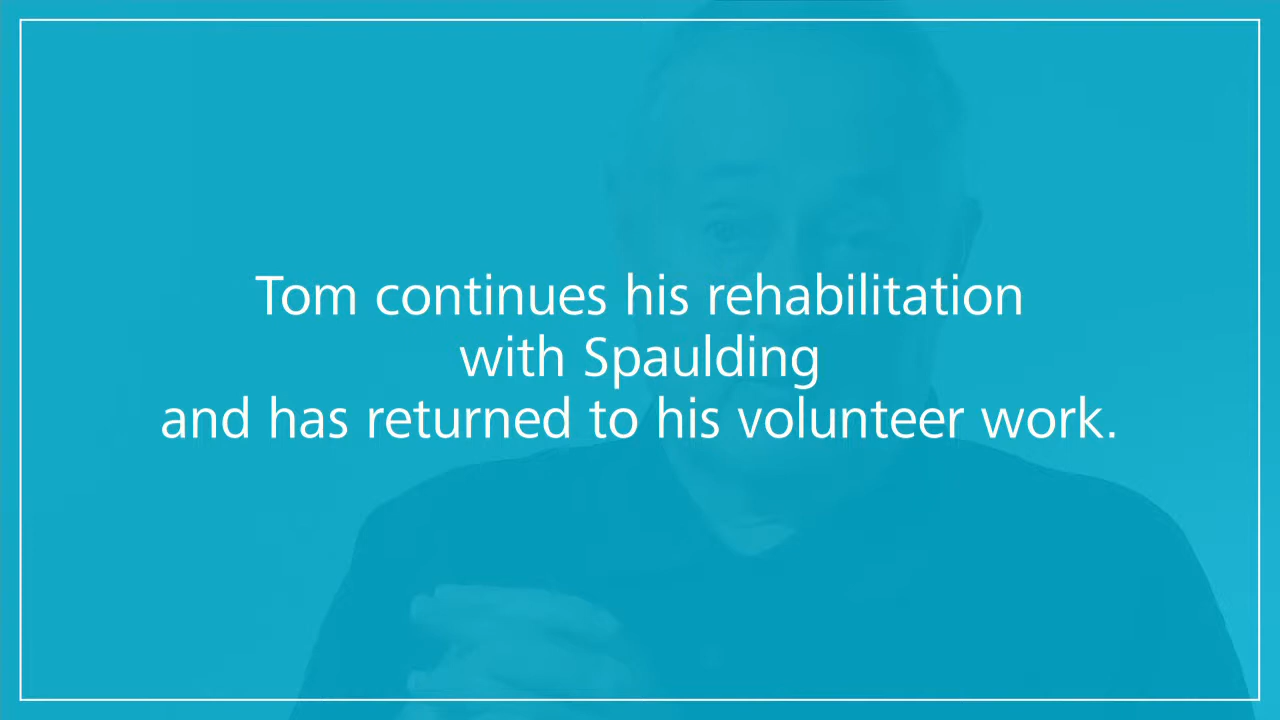 Tom continues his rehabilitation
with Spaulding
and has returned to his volunteer work.